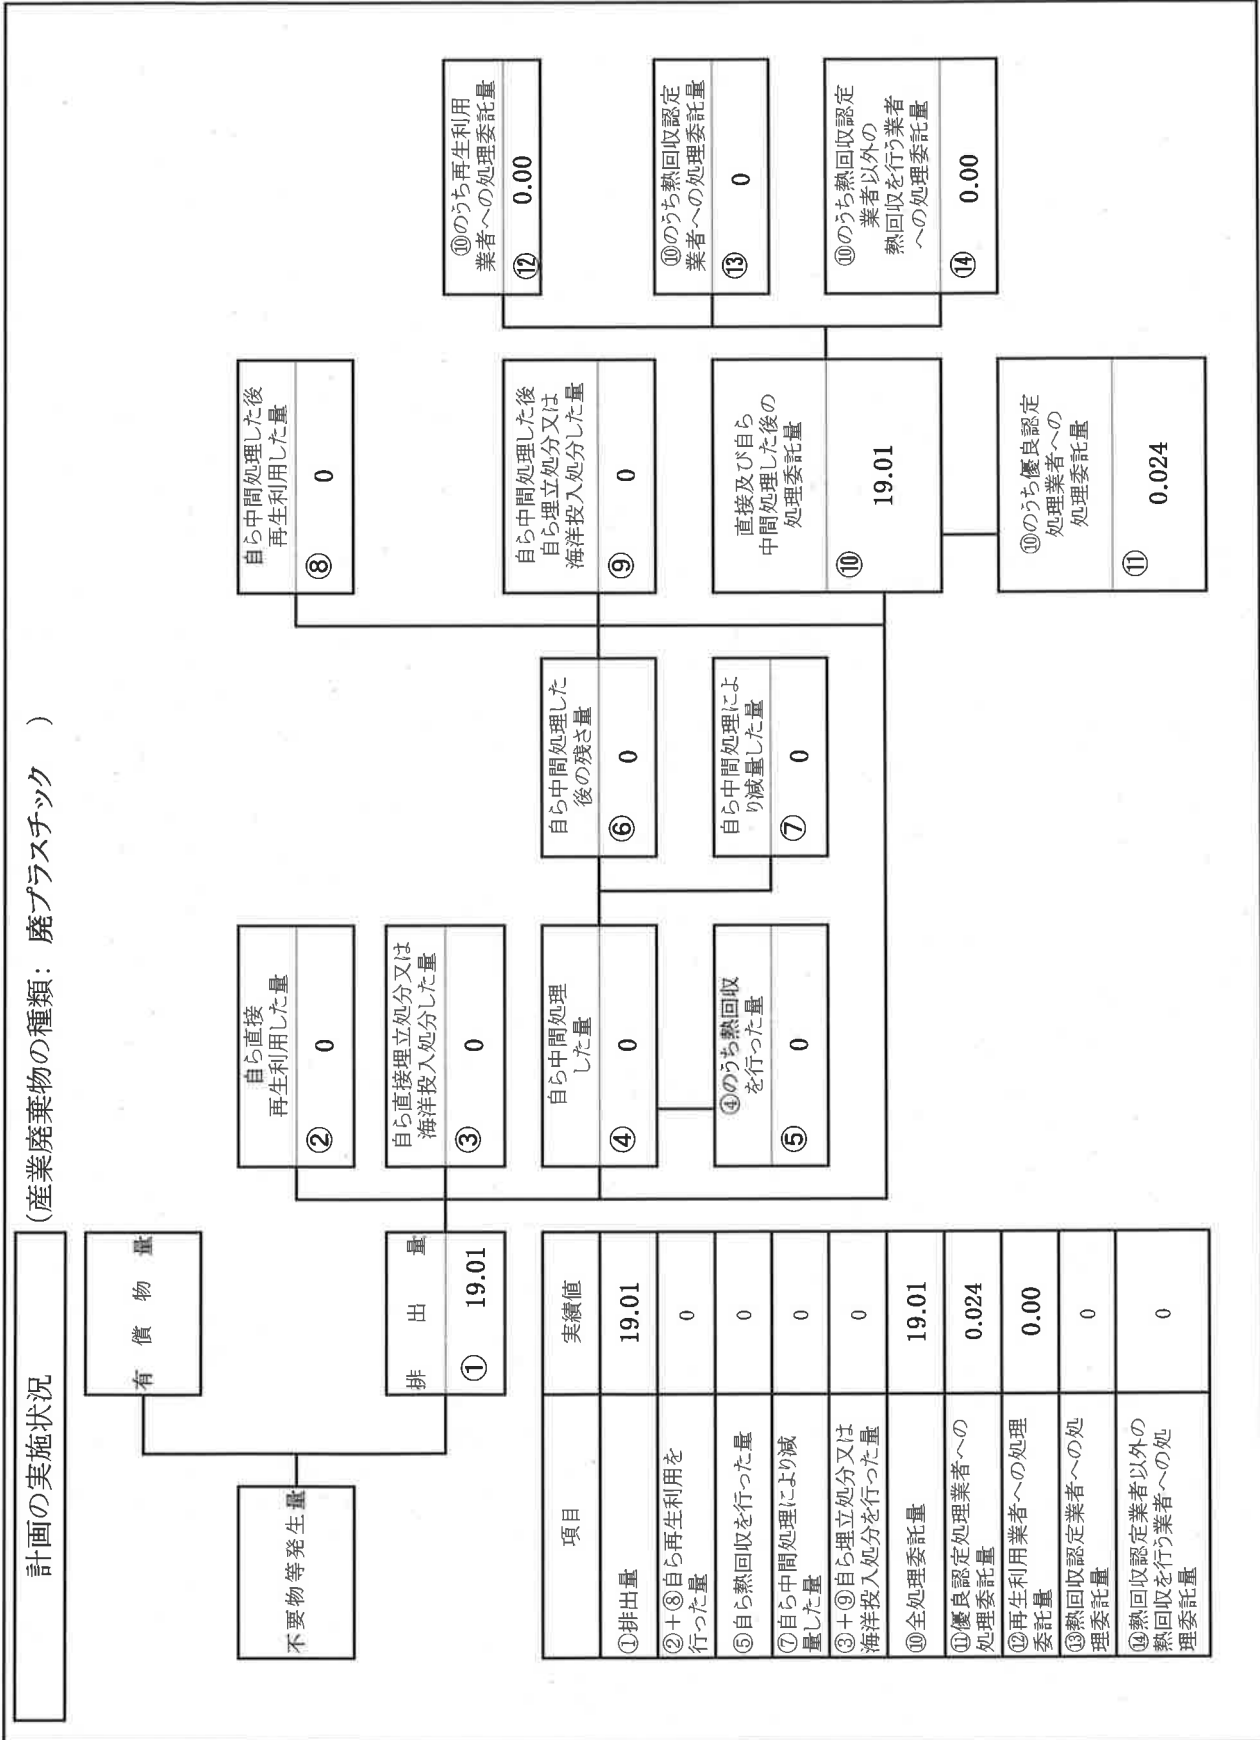 計画の実施状況
(産業廃棄物の種類： 廃プラスチック )
不要物等発生量
有 償 物 量
排 出 量
① 19.01
自ら直接
再生利用した量
② 0
自ら直接埋立処分又は
海洋投入処分した量
③ 0
自ら中間処理
した量
④ 0
④のうち熱回収
を行った量
⑤ 0
自ら中間処理した
後の残さ量
⑥ 0
自ら中間処理によ
り減量した量
⑦ 0
自ら中間処理した後
再生利用した量
⑧ 0
自ら中間処理した後
自ら埋立処分又は
海洋投入処分した量
⑨ 0
直接及び自ら
中間処理した後の
処理委託量
⑩ 19.01
⑩のうち優良認定
処理業者への
処理委託量
⑪ 0.024
⑩のうち再生利用
業者への処理委託量
⑫ 0.00
⑩のうち熱回収認定
業者への処理委託量
⑬ 0
⑩のうち熱回収認定
業者以外の
熱回収を行う業者
への処理委託量
⑭ 0.00
項目 実績値
①排出量 19.01
②＋⑧自ら再生利用を
行った量 0
⑤自ら熱回収を行った量 0
⑦自ら中間処理により減
量した量 0
③＋⑨自ら埋立処分又は
海洋投入処分を行った量 0
⑩全処理委託量 19.01
⑪優良認定処理業者への
処理委託量 0.024
⑫再生利用業者への処理
委託量 0.00
⑬熱回収認定業者への処
理委託量 0
⑭熱回収認定業者以外の
熱回収を行う業者への処
理委託量 0